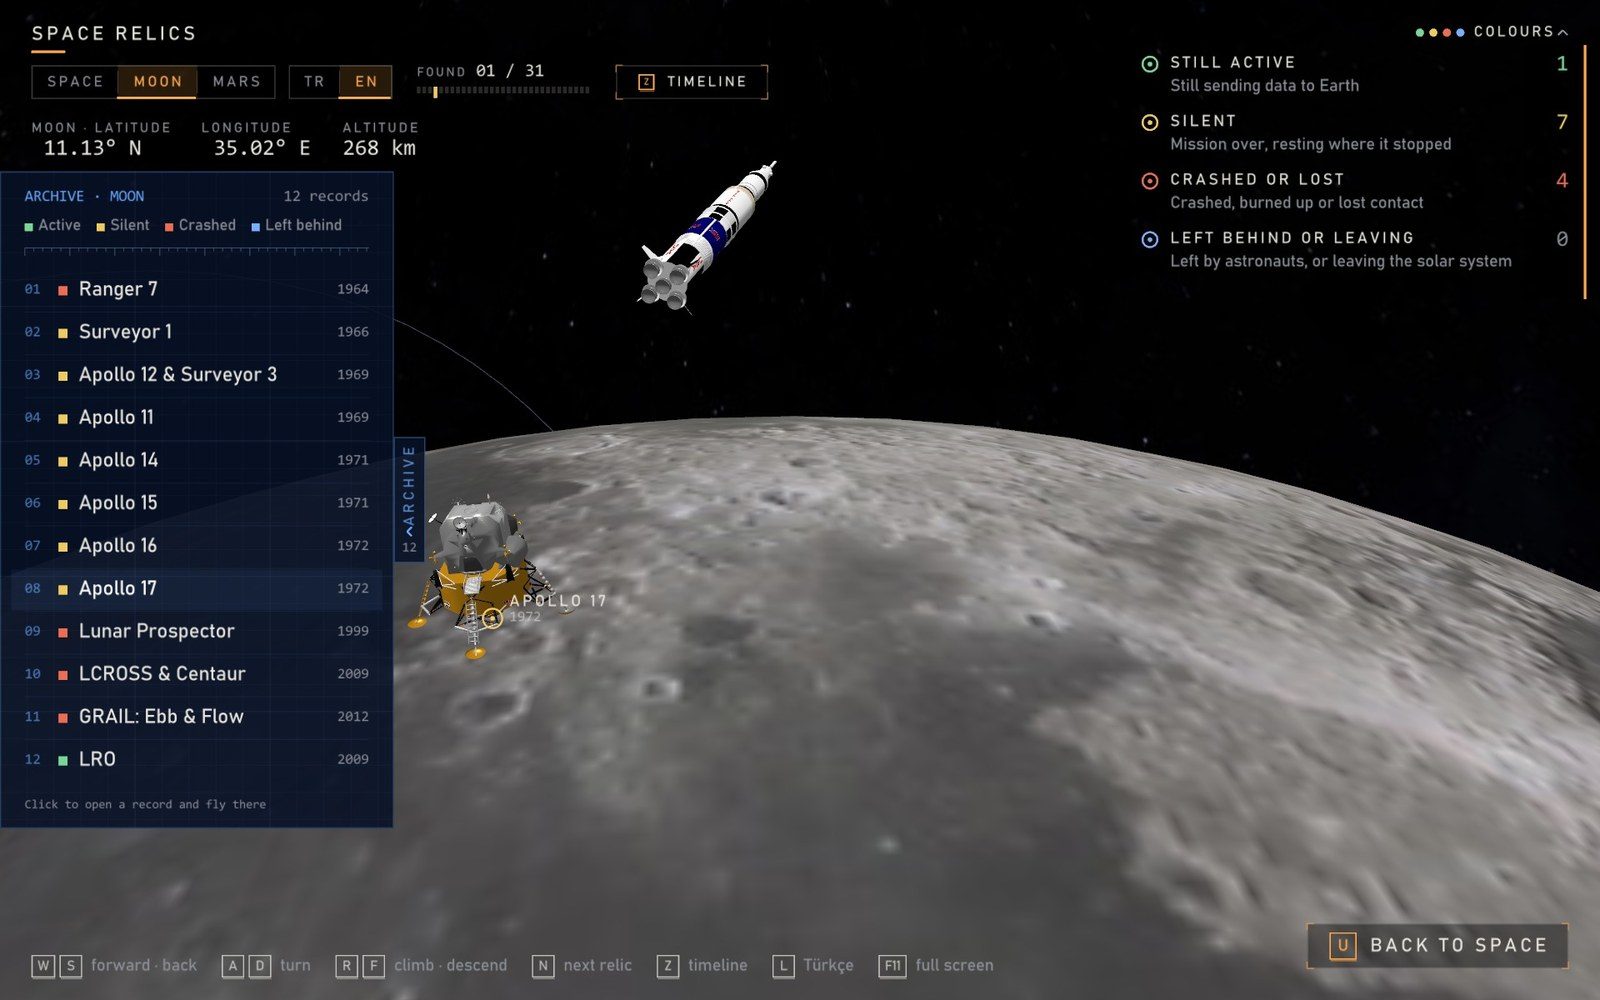 SPACE RELICS
SPACE MOON MARS TR EN
FOUND 01 / 31
Z TIMELINE
MOON · LATITUDE LONGITUDE ALTITUDE
11.13° N 35.02° E 268 km
ARCHIVE · MOON 12 records
Active Silent Crashed Left behind
01 Ranger 7 1964
02 Surveyor 1 1966
03 Apollo 12 & Surveyor 3 1969
04 Apollo 11 1969
05 Apollo 14 1971
06 Apollo 15 1971
07 Apollo 16 1972
08 Apollo 17 1972
09 Lunar Prospector 1999
10 LCROSS & Centaur 2009
11 GRAIL: Ebb & Flow 2012
12 LRO 2009
Click to open a record and fly there
ARCHIVE
12
APOLLO 17
1972
COLOURS
STILL ACTIVE 1
Still sending data to Earth
SILENT 7
Mission over, resting where it stopped
CRASHED OR LOST 4
Crashed, burned up or lost contact
LEFT BEHIND OR LEAVING 0
Left by astronauts, or leaving the solar system
U BACK TO SPACE
W S forward · back A D turn R F climb · descend N next relic Z timeline L Türkçe F11 full screen